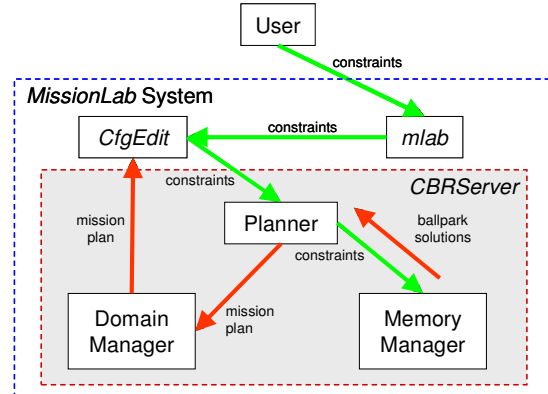 User
constraints
MissionLab System
CfgEdit
constraints
mlab
constraints
CBRServer
mission
plan
Planner
ballpark
solutions
constraints
mission
plan
Domain
Manager
Memory
Manager